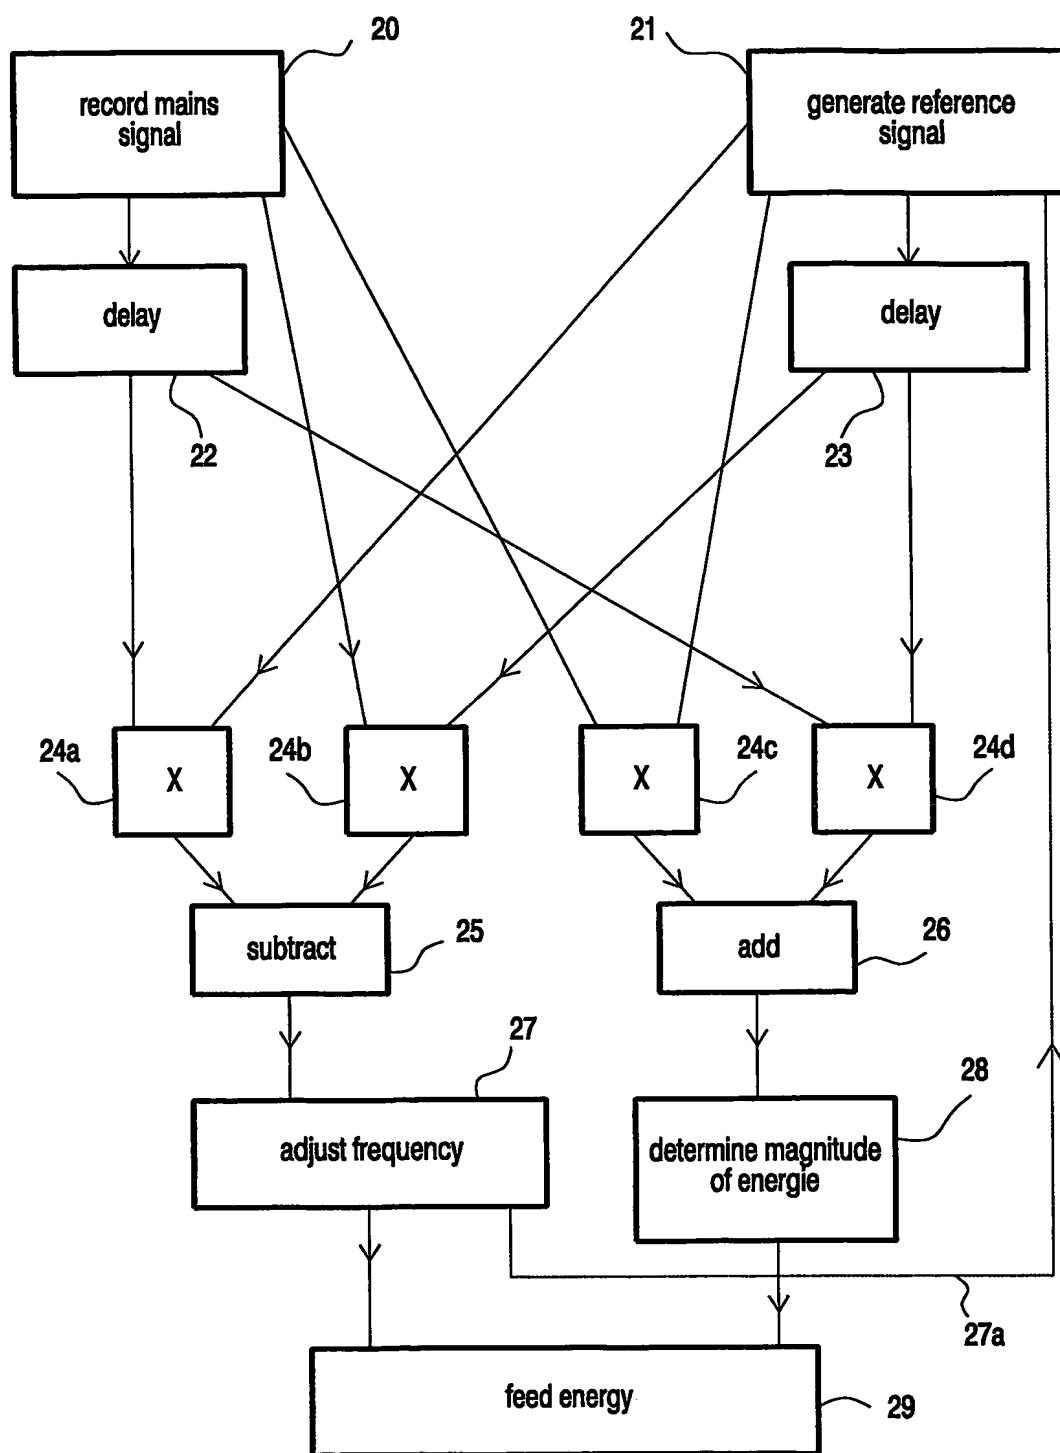 20
21
record mains
signal
generate reference
signal
delay
delay
22
23
24a
X
24b
X
X
24c
X
24d
subtract
25
add
26
27
adjust frequency
28
determine magnitude
of energie
27a
feed energy
29